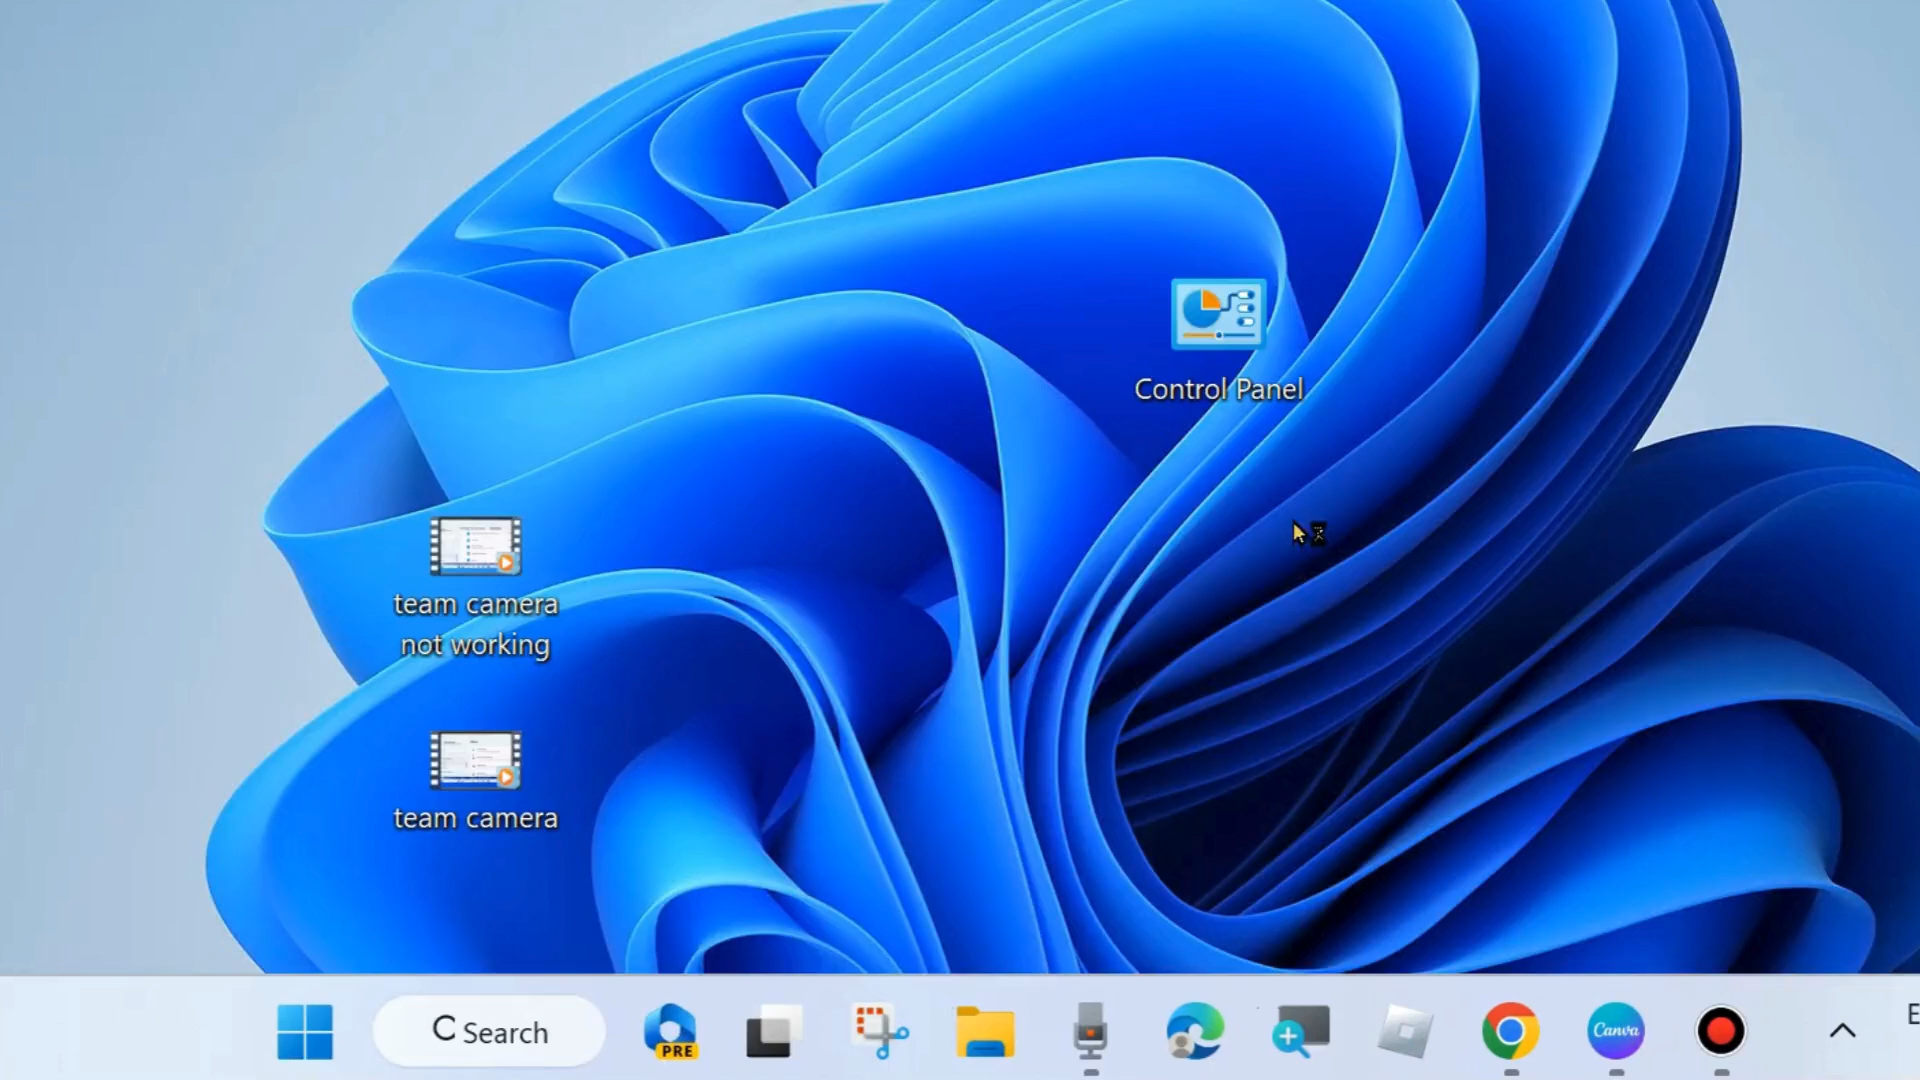 Control Panel
team camera
not working
team camera
Search
PRE
Canva
E